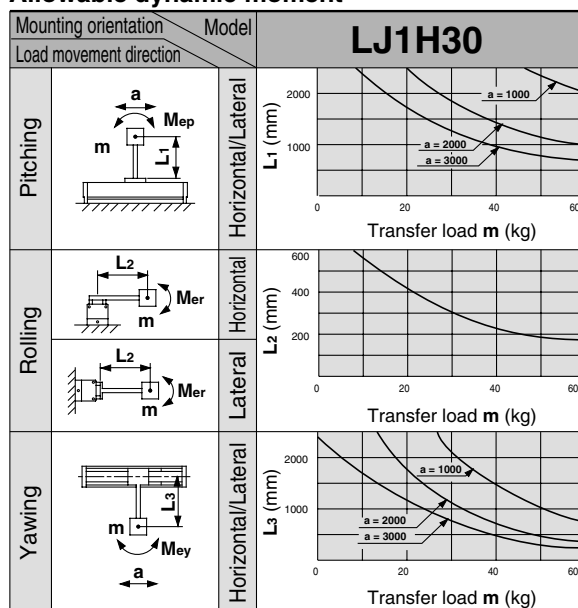 Allowable dynamic moment
Mounting orientation
Model
Load movement direction
LJ1H30
Pitching
a
Mep
m
L1
Horizontal/Lateral
L1 (mm)
2000
1000
a = 1000
a = 2000
a = 3000
0 20 40 60
Transfer load m (kg)
Rolling
L2
Mer
m
Horizontal
L2
Mer
m
Lateral
L2 (mm)
600
400
200
0 20 40 60
Transfer load m (kg)
Yawing
L3
m
Mey
a
Horizontal/Lateral
L3 (mm)
2000
1000
a = 1000
a = 2000
a = 3000
0 20 40 60
Transfer load m (kg)